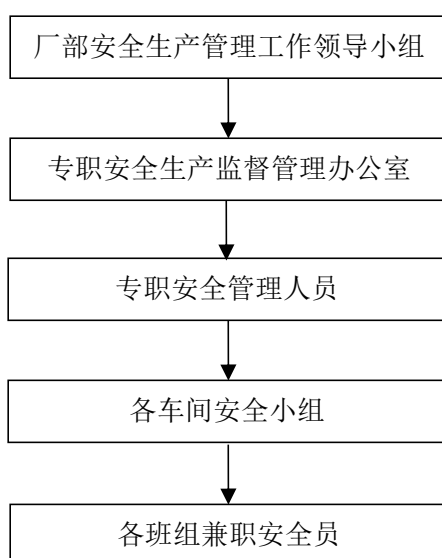 厂部安全生产管理工作领导小组
专职安全生产监督管理办公室
专职安全管理人员
各车间安全小组
各班组兼职安全员